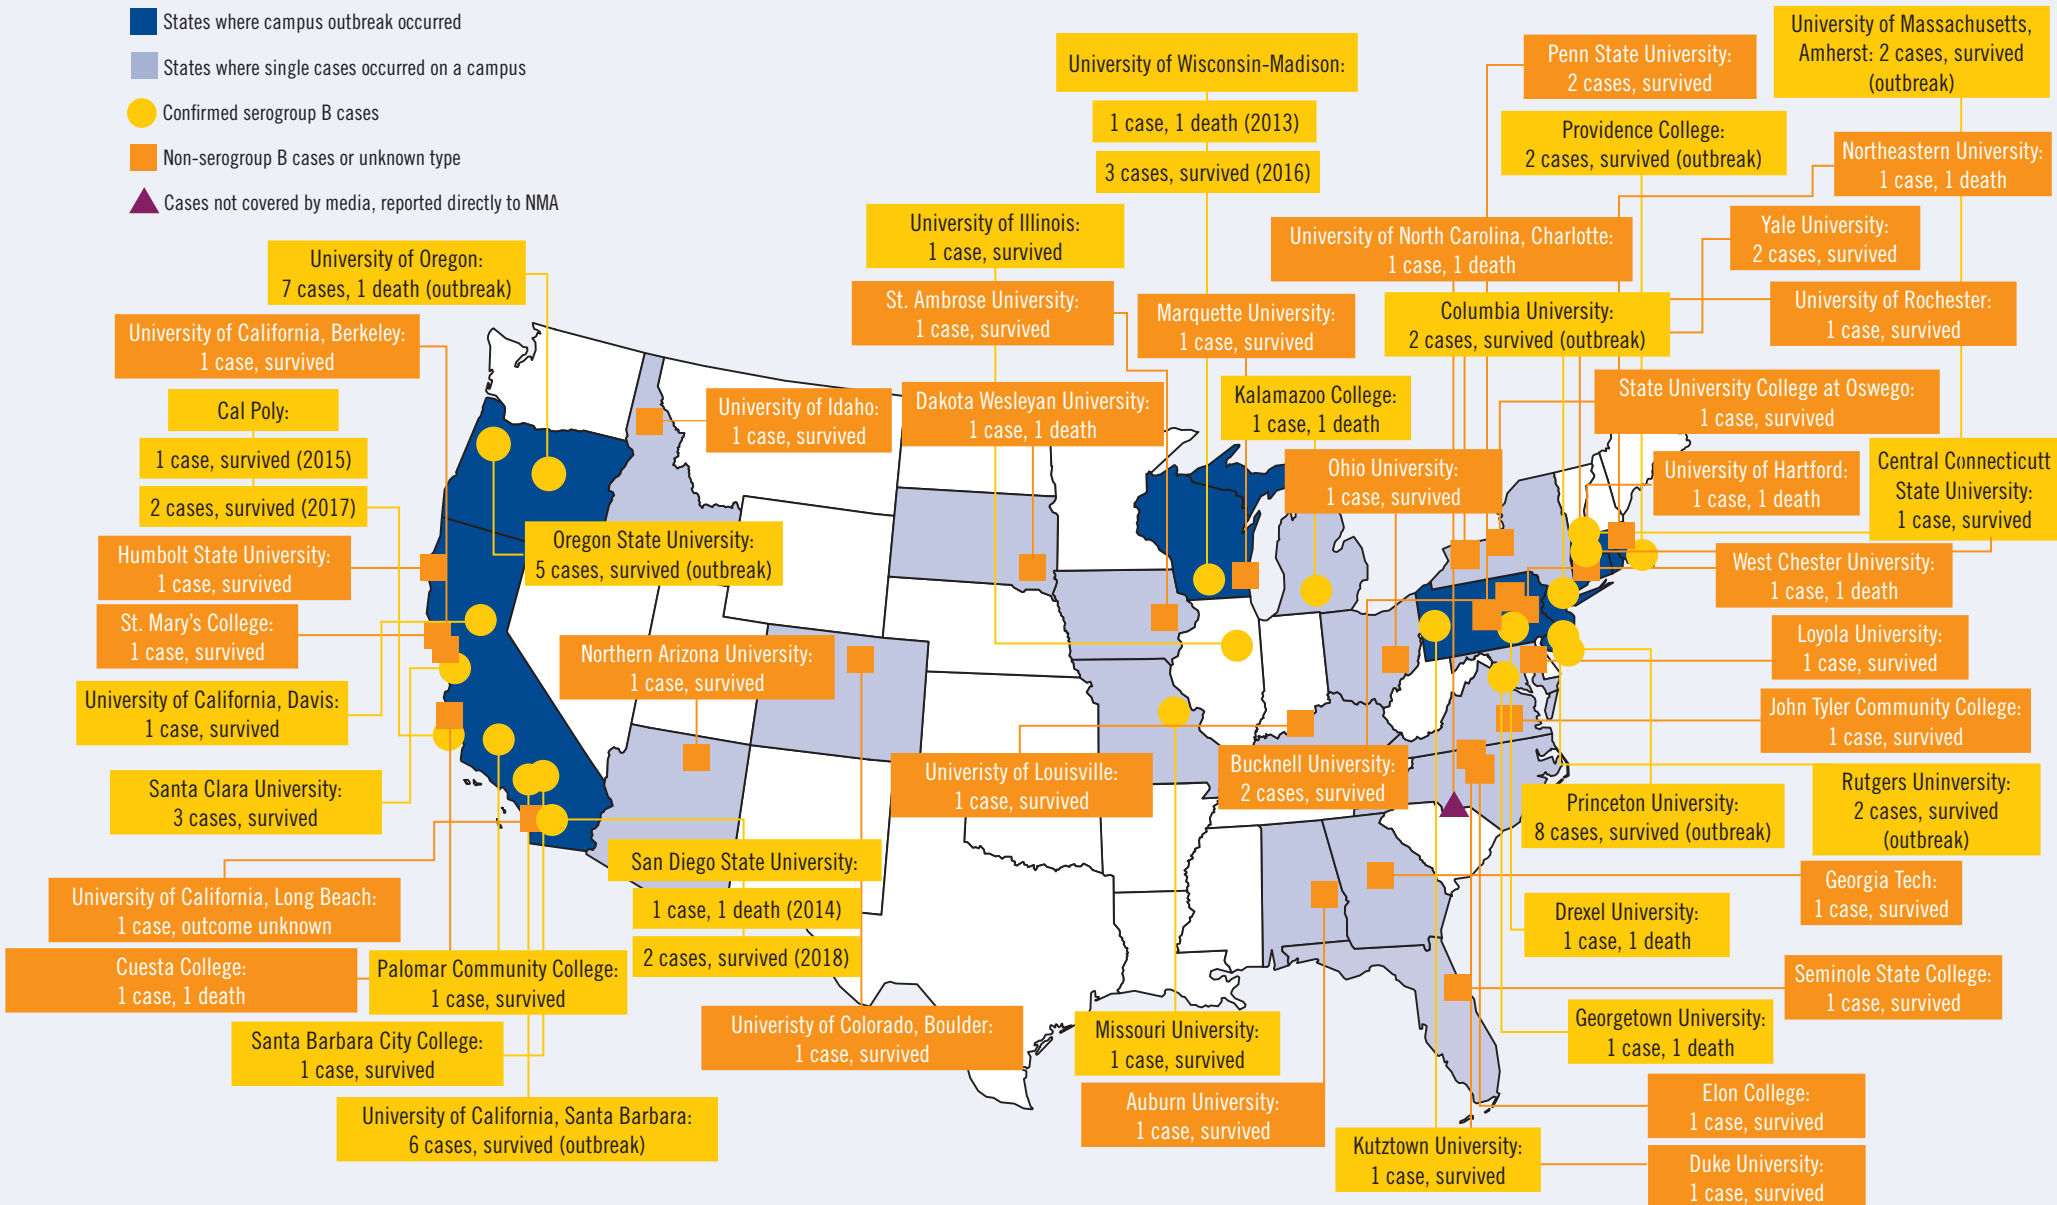 States where campus outbreak occurred
States where single cases occurred on a campus
Confirmed serogroup B cases
Non-serogroup B cases or unknown type
Cases not covered by media, reported directly to NMA
University of Oregon:
7 cases, 1 death (outbreak)
University of California, Berkeley:
1 case, survived
Cal Poly:
1 case, survived (2015)
2 cases, survived (2017)
Humbolt State University:
1 case, survived
St. Mary's College:
1 case, survived
University of California, Davis:
1 case, survived
Santa Clara University:
3 cases, survived
University of California, Long Beach:
1 case, outcome unknown
Cuesta College:
1 case, 1 death
Palomar Community College:
1 case, survived
Santa Barbara City College:
1 case, survived
University of California, Santa Barbara:
6 cases, survived (outbreak)
University of Idaho:
1 case, survived
Oregon State University:
5 cases, survived (outbreak)
Northern Arizona University:
1 case, survived
San Diego State University:
1 case, 1 death (2014)
2 cases, survived (2018)
Univeristy of Colorado, Boulder:
1 case, survived
University of Wisconsin-Madison:
1 case, 1 death (2013)
3 cases, survived (2016)
University of Illinois:
1 case, survived
St. Ambrose University:
1 case, survived
Marquette University:
1 case, survived
Dakota Wesleyan University:
1 case, 1 death
Kalamazoo College:
1 case, 1 death
Ohio University:
1 case, survived
Univeristy of Louisville:
1 case, survived
Bucknell University:
2 cases, survived
Missouri University:
1 case, survived
Auburn University:
1 case, survived
Kutztown University:
1 case, survived
Penn State University:
2 cases, survived
University of Massachusetts,
Amherst: 2 cases, survived
(outbreak)
Providence College:
2 cases, survived (outbreak)
Northeastern University:
1 case, 1 death
University of North Carolina, Charlotte:
1 case, 1 death
Yale University:
2 cases, survived
Columbia University:
2 cases, survived (outbreak)
University of Rochester:
1 case, survived
State University College at Oswego:
1 case, survived
University of Hartford:
1 case, 1 death
Central Connecticutt
State University:
1 case, survived
West Chester University:
1 case, 1 death
Loyola University:
1 case, survived
John Tyler Community College:
1 case, survived
Princeton University:
8 cases, survived (outbreak)
Rutgers Uninversity:
2 cases, survived
(outbreak)
Georgia Tech:
1 case, survived
Drexel University:
1 case, 1 death
Seminole State College:
1 case, survived
Georgetown University:
1 case, 1 death
Elon College:
1 case, survived
Duke University:
1 case, survived